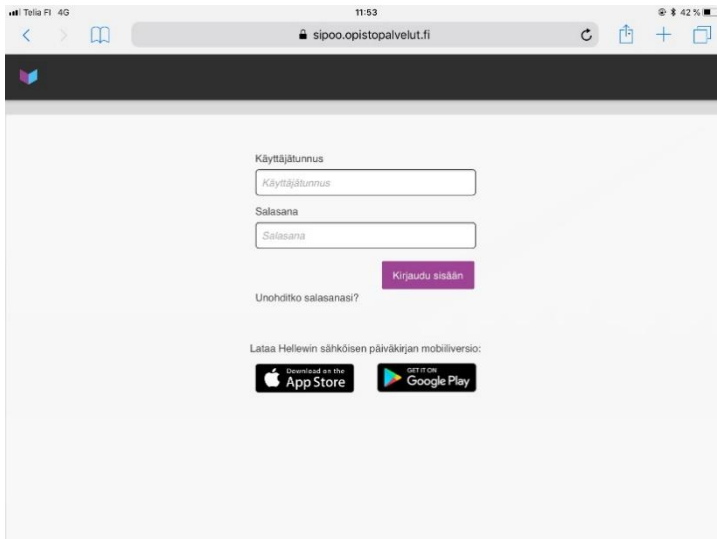 Telia FI 4G 11:53 42 %
sipoo.opistopalvelut.fi
Käyttäjätunnus
Käyttäjätunnus
Salasana
Salasana
Kirjaudu sisään
Unohditko salasanasi?
Lataa Hellewin sähköisen päiväkirjan mobiiliversio:
Download on the
App Store
GET IT ON
Google Play